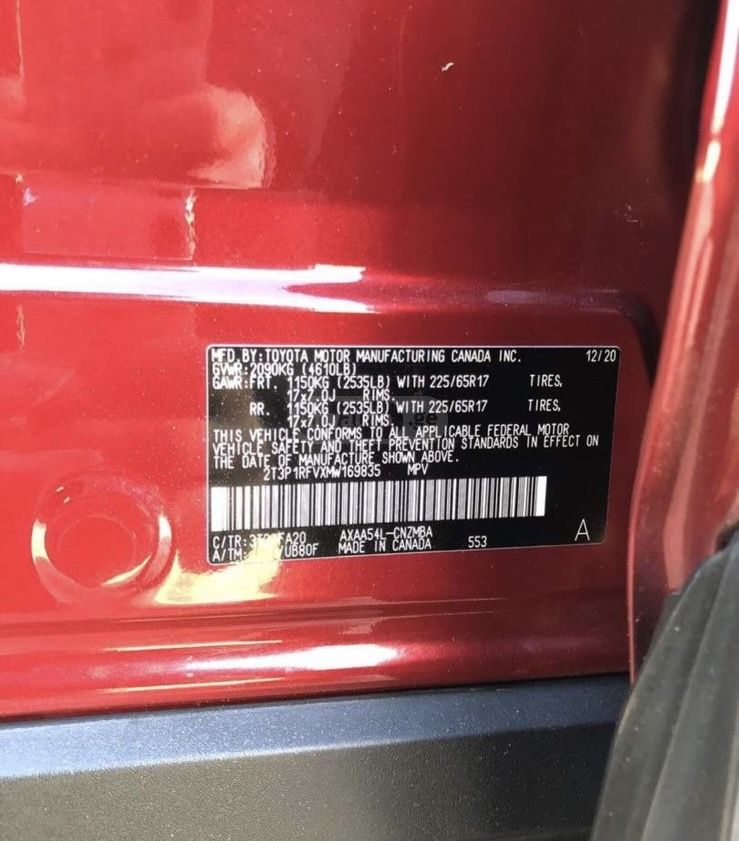 MFD.BY:TOYOTA MOTOR MANUFACTURING CANADA INC. 12/20
GVWR:2090KG (4610LB)
GAWR:FRT. 1150KG (2535LB) WITH 225/65R17 TIRES,
17x7.0J RIMS.
RR. 1150KG (2535LB) WITH 225/65R17 TIRES,
17x7.0J RIMS.
THIS VEHICLE CONFORMS TO ALL APPLICABLE FEDERAL MOTOR
VEHICLE SAFETY AND THEFT PREVENTION STANDARDS IN EFFECT ON
THE DATE OF MANUFACTURE SHOWN ABOVE.
2T3P1RFVXMW169835 MPV
C/TR: AXAA54L-CNZMBA
A/TM: MADE IN CANADA 553 A